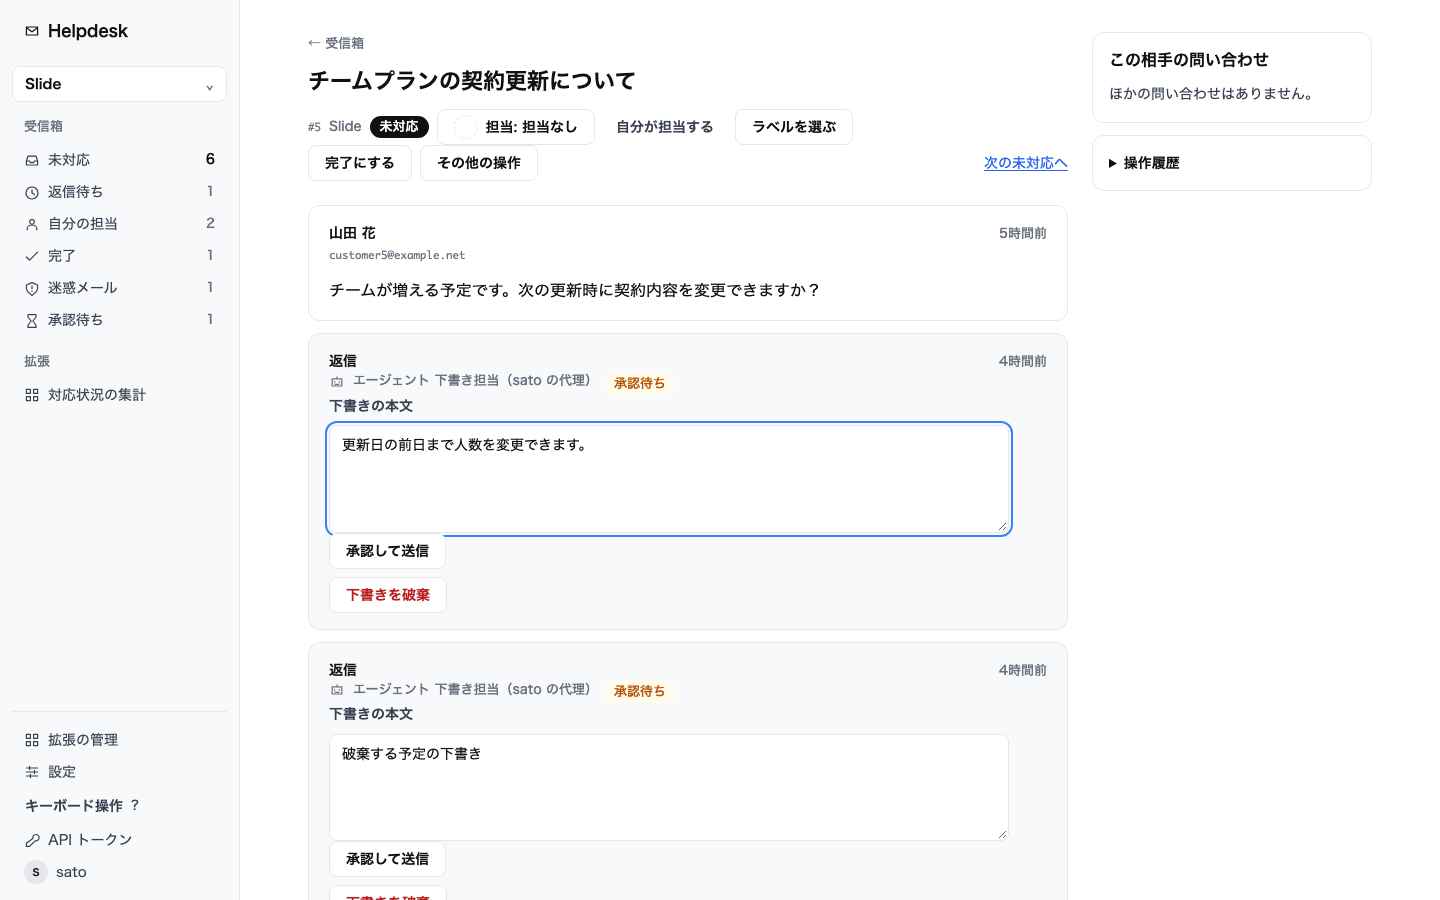 Helpdesk
Slide
受信箱
未対応 6
返信待ち 1
自分の担当 2
完了 1
迷惑メール 1
承認待ち 1
拡張
対応状況の集計
拡張の管理
設定
キーボード操作 ?
API トークン
S sato
← 受信箱
チームプランの契約更新について
#5 Slide 未対応 担当: 担当なし 自分が担当する ラベルを選ぶ
完了にする その他の操作 次の未対応へ
山田 花 5時間前
customer5@example.net
チームが増える予定です。次の更新時に契約内容を変更できますか？
返信 4時間前
エージェント 下書き担当（sato の代理） 承認待ち
下書きの本文
更新日の前日まで人数を変更できます。
承認して送信
下書きを破棄
返信 4時間前
エージェント 下書き担当（sato の代理） 承認待ち
下書きの本文
破棄する予定の下書き
承認して送信
下書きを破棄
この相手の問い合わせ
ほかの問い合わせはありません。
▶ 操作履歴